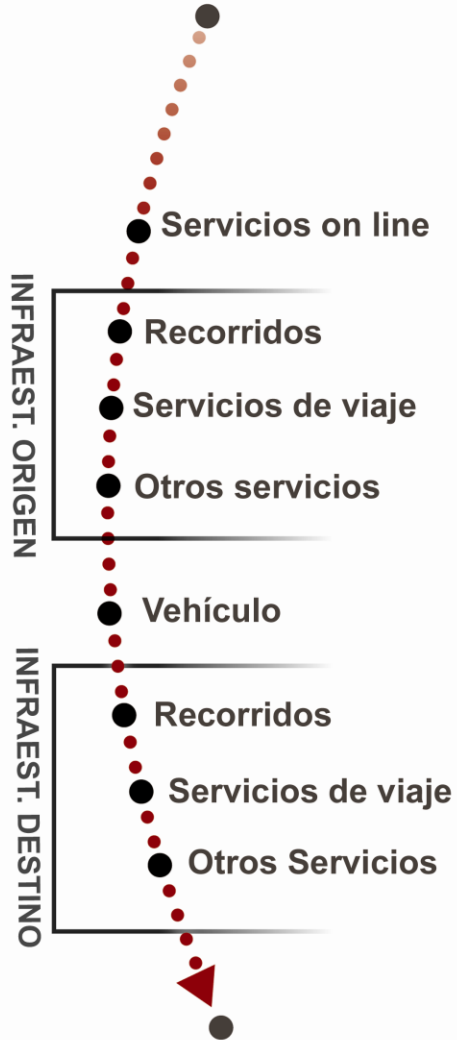 Servicios on line
INFRAEST. ORIGEN
Recorridos
Servicios de viaje
Otros servicios
Vehículo
INFRAEST. DESTINO
Recorridos
Servicios de viaje
Otros Servicios